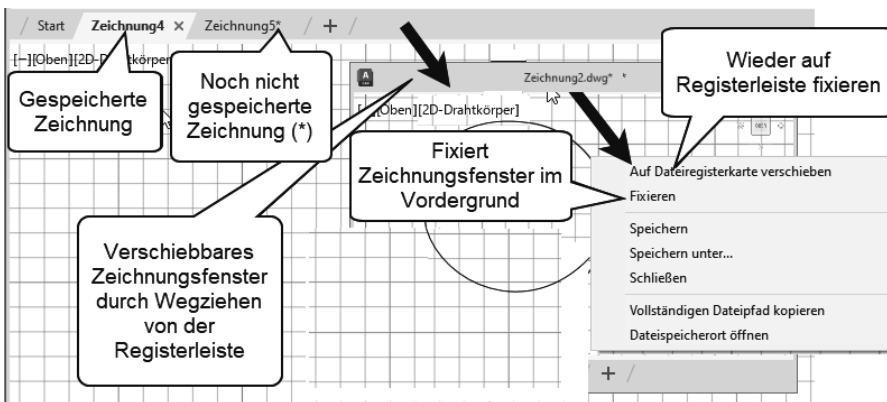 Start Zeichnung4 × Zeichnung5* +
[−][Oben][2D-Drahtkörper
Gespeicherte
Zeichnung
Noch nicht
gespeicherte
Zeichnung (*)
A
Zeichnung2.dwg*
[Oben][2D-Drahtkörper]
Wieder auf
Registerleiste fixieren
Fixiert
Zeichnungsfenster im
Vordergrund
Verschiebbares
Zeichnungsfenster
durch Wegziehen
von der
Registerleiste
Auf Dateiregisterkarte verschieben
Fixieren
Speichern
Speichern unter...
Schließen
Vollständigen Dateipfad kopieren
Dateispeicherort öffnen
+